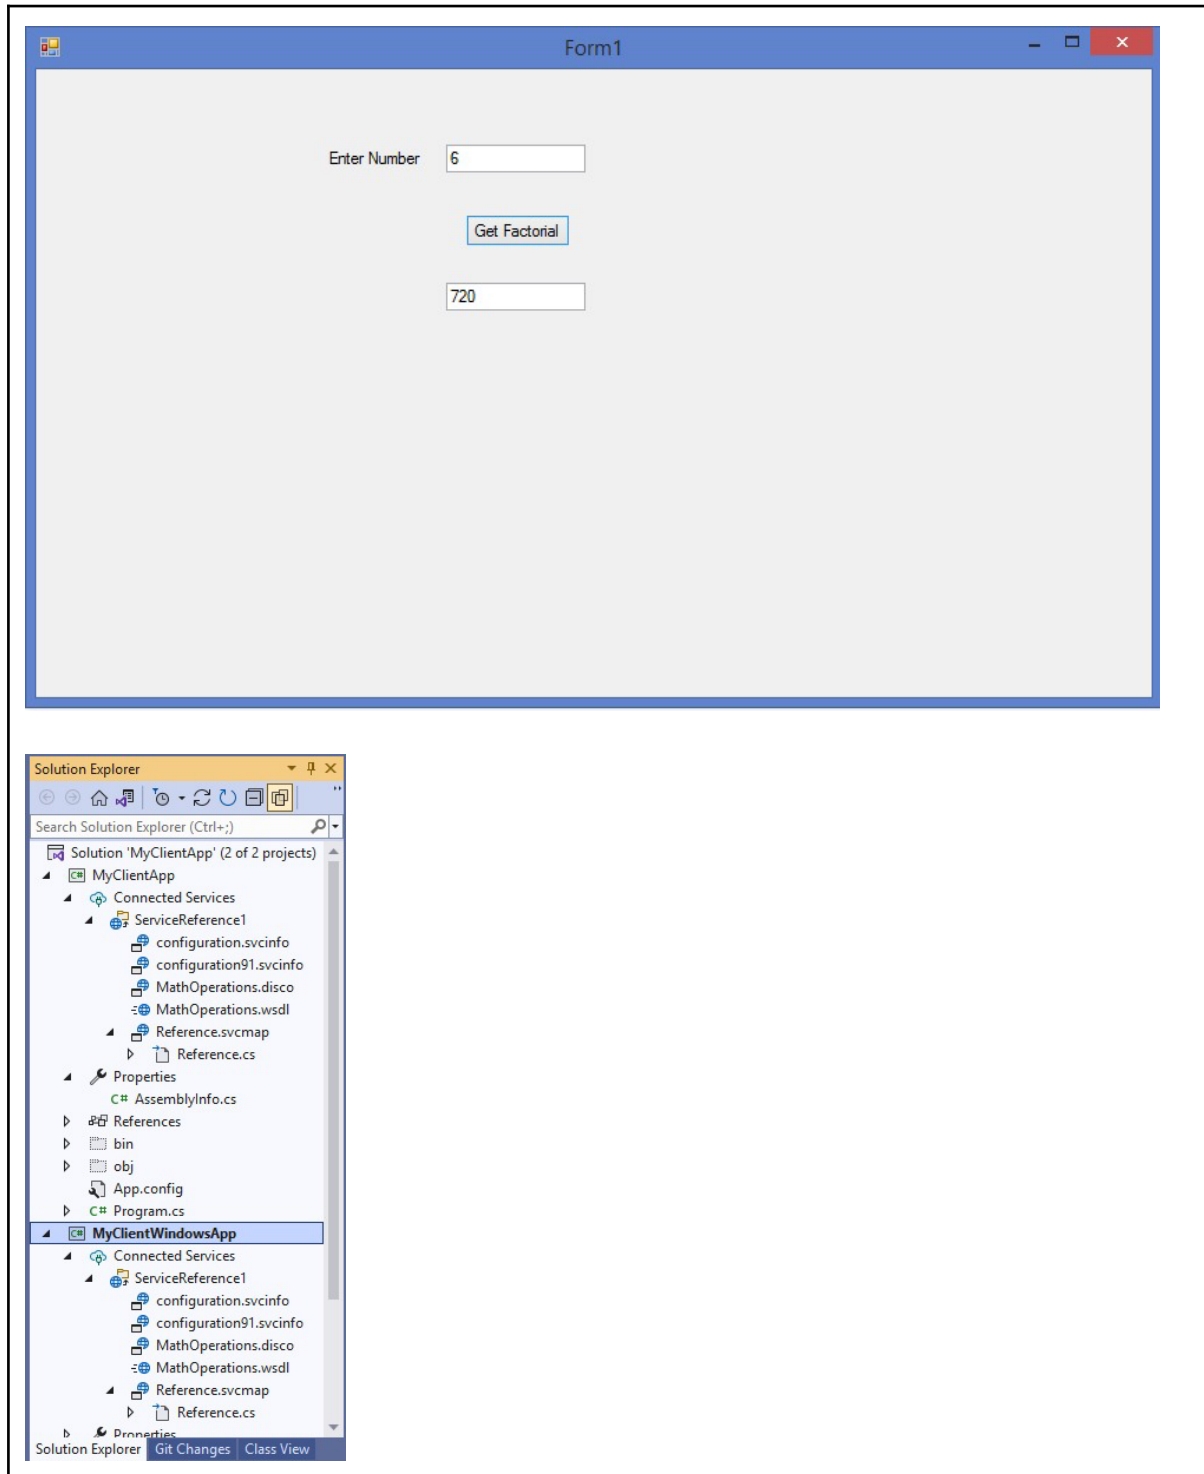 Form1
Enter Number 6
Get Factorial
720
Solution Explorer
Search Solution Explorer (Ctrl+;)
Solution 'MyClientApp' (2 of 2 projects)
C# MyClientApp
Connected Services
ServiceReference1
configuration.svcinfo
configuration91.svcinfo
MathOperations.disco
MathOperations.wsdl
Reference.svcmap
Reference.cs
Properties
C# AssemblyInfo.cs
References
bin
obj
App.config
C# Program.cs
C# MyClientWindowsApp
Connected Services
ServiceReference1
configuration.svcinfo
configuration91.svcinfo
MathOperations.disco
MathOperations.wsdl
Reference.svcmap
Reference.cs
Properties
Solution Explorer Git Changes Class View